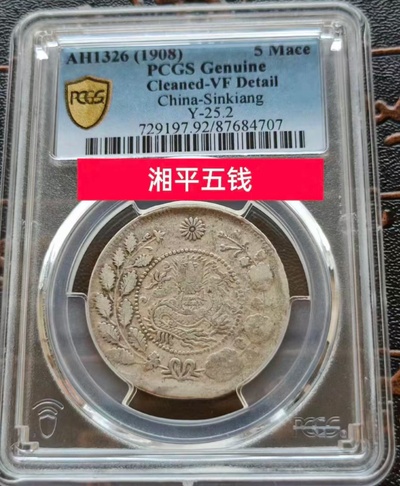 AH1326 (1908) 5 Mace
PCGS Genuine
Cleaned-VF Detail
China-Sinkiang
Y-25.2
729197.92/87684707
PCGS
湘平五钱
PCGS